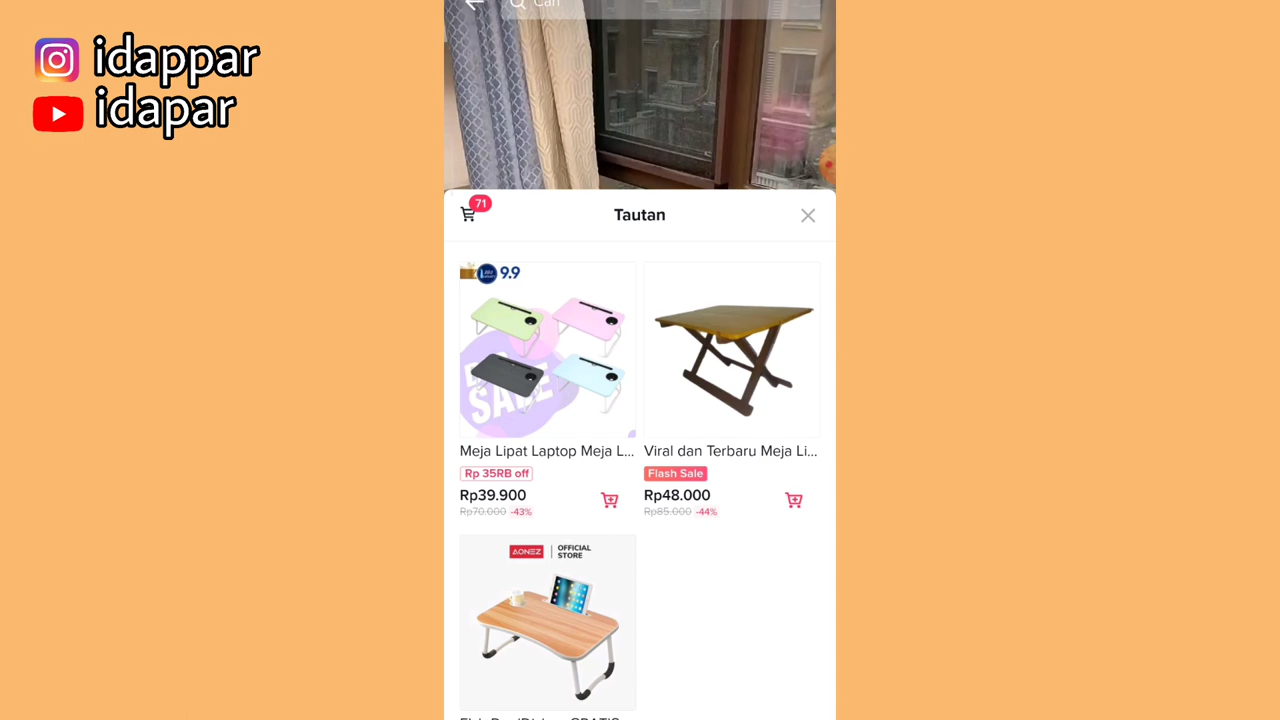 idappar
idapar
Cari
71
Tautan
9.9
SALE
Meja Lipat Laptop Meja L...
Viral dan Terbaru Meja Li...
Rp 35RB off
Flash Sale
Rp39.900
Rp48.000
Rp70.000 -43%
Rp85.000 -44%
AONEZ
OFFICIAL
STORE